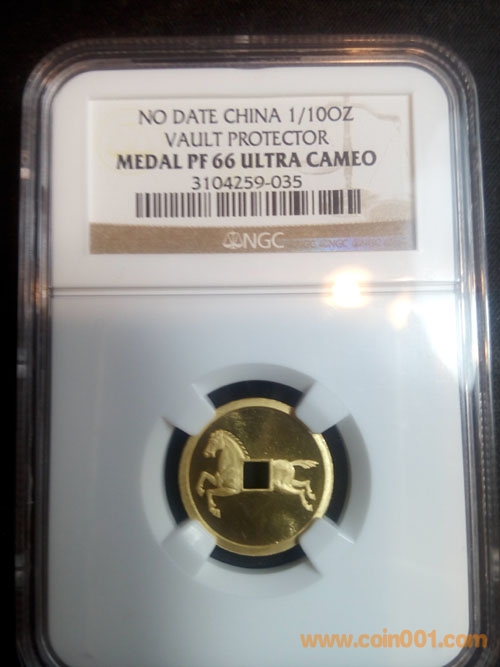 NO DATE CHINA 1/10OZ
VAULT PROTECTOR
MEDAL PF 66 ULTRA CAMEO
3104259-035
NGC
www.coin001.com